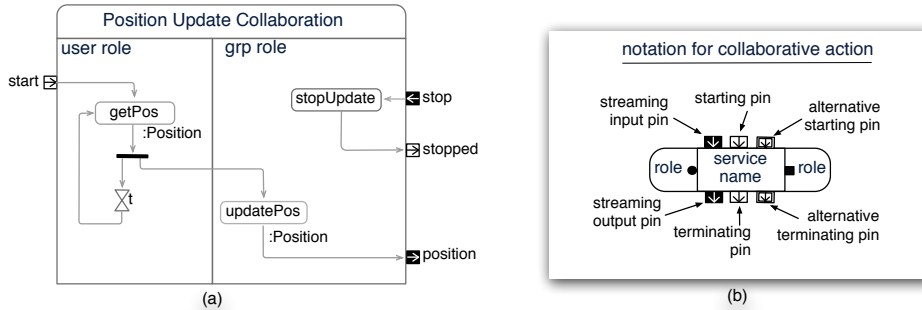 Position Update Collaboration
user role
grp role
start
getPos
:Position
t
stopUpdate
stop
stopped
updatePos
:Position
position
(a)
notation for collaborative action
streaming
input pin
starting pin
alternative
starting pin
role
service
name
role
streaming
output pin
terminating
pin
alternative
terminating pin
(b)